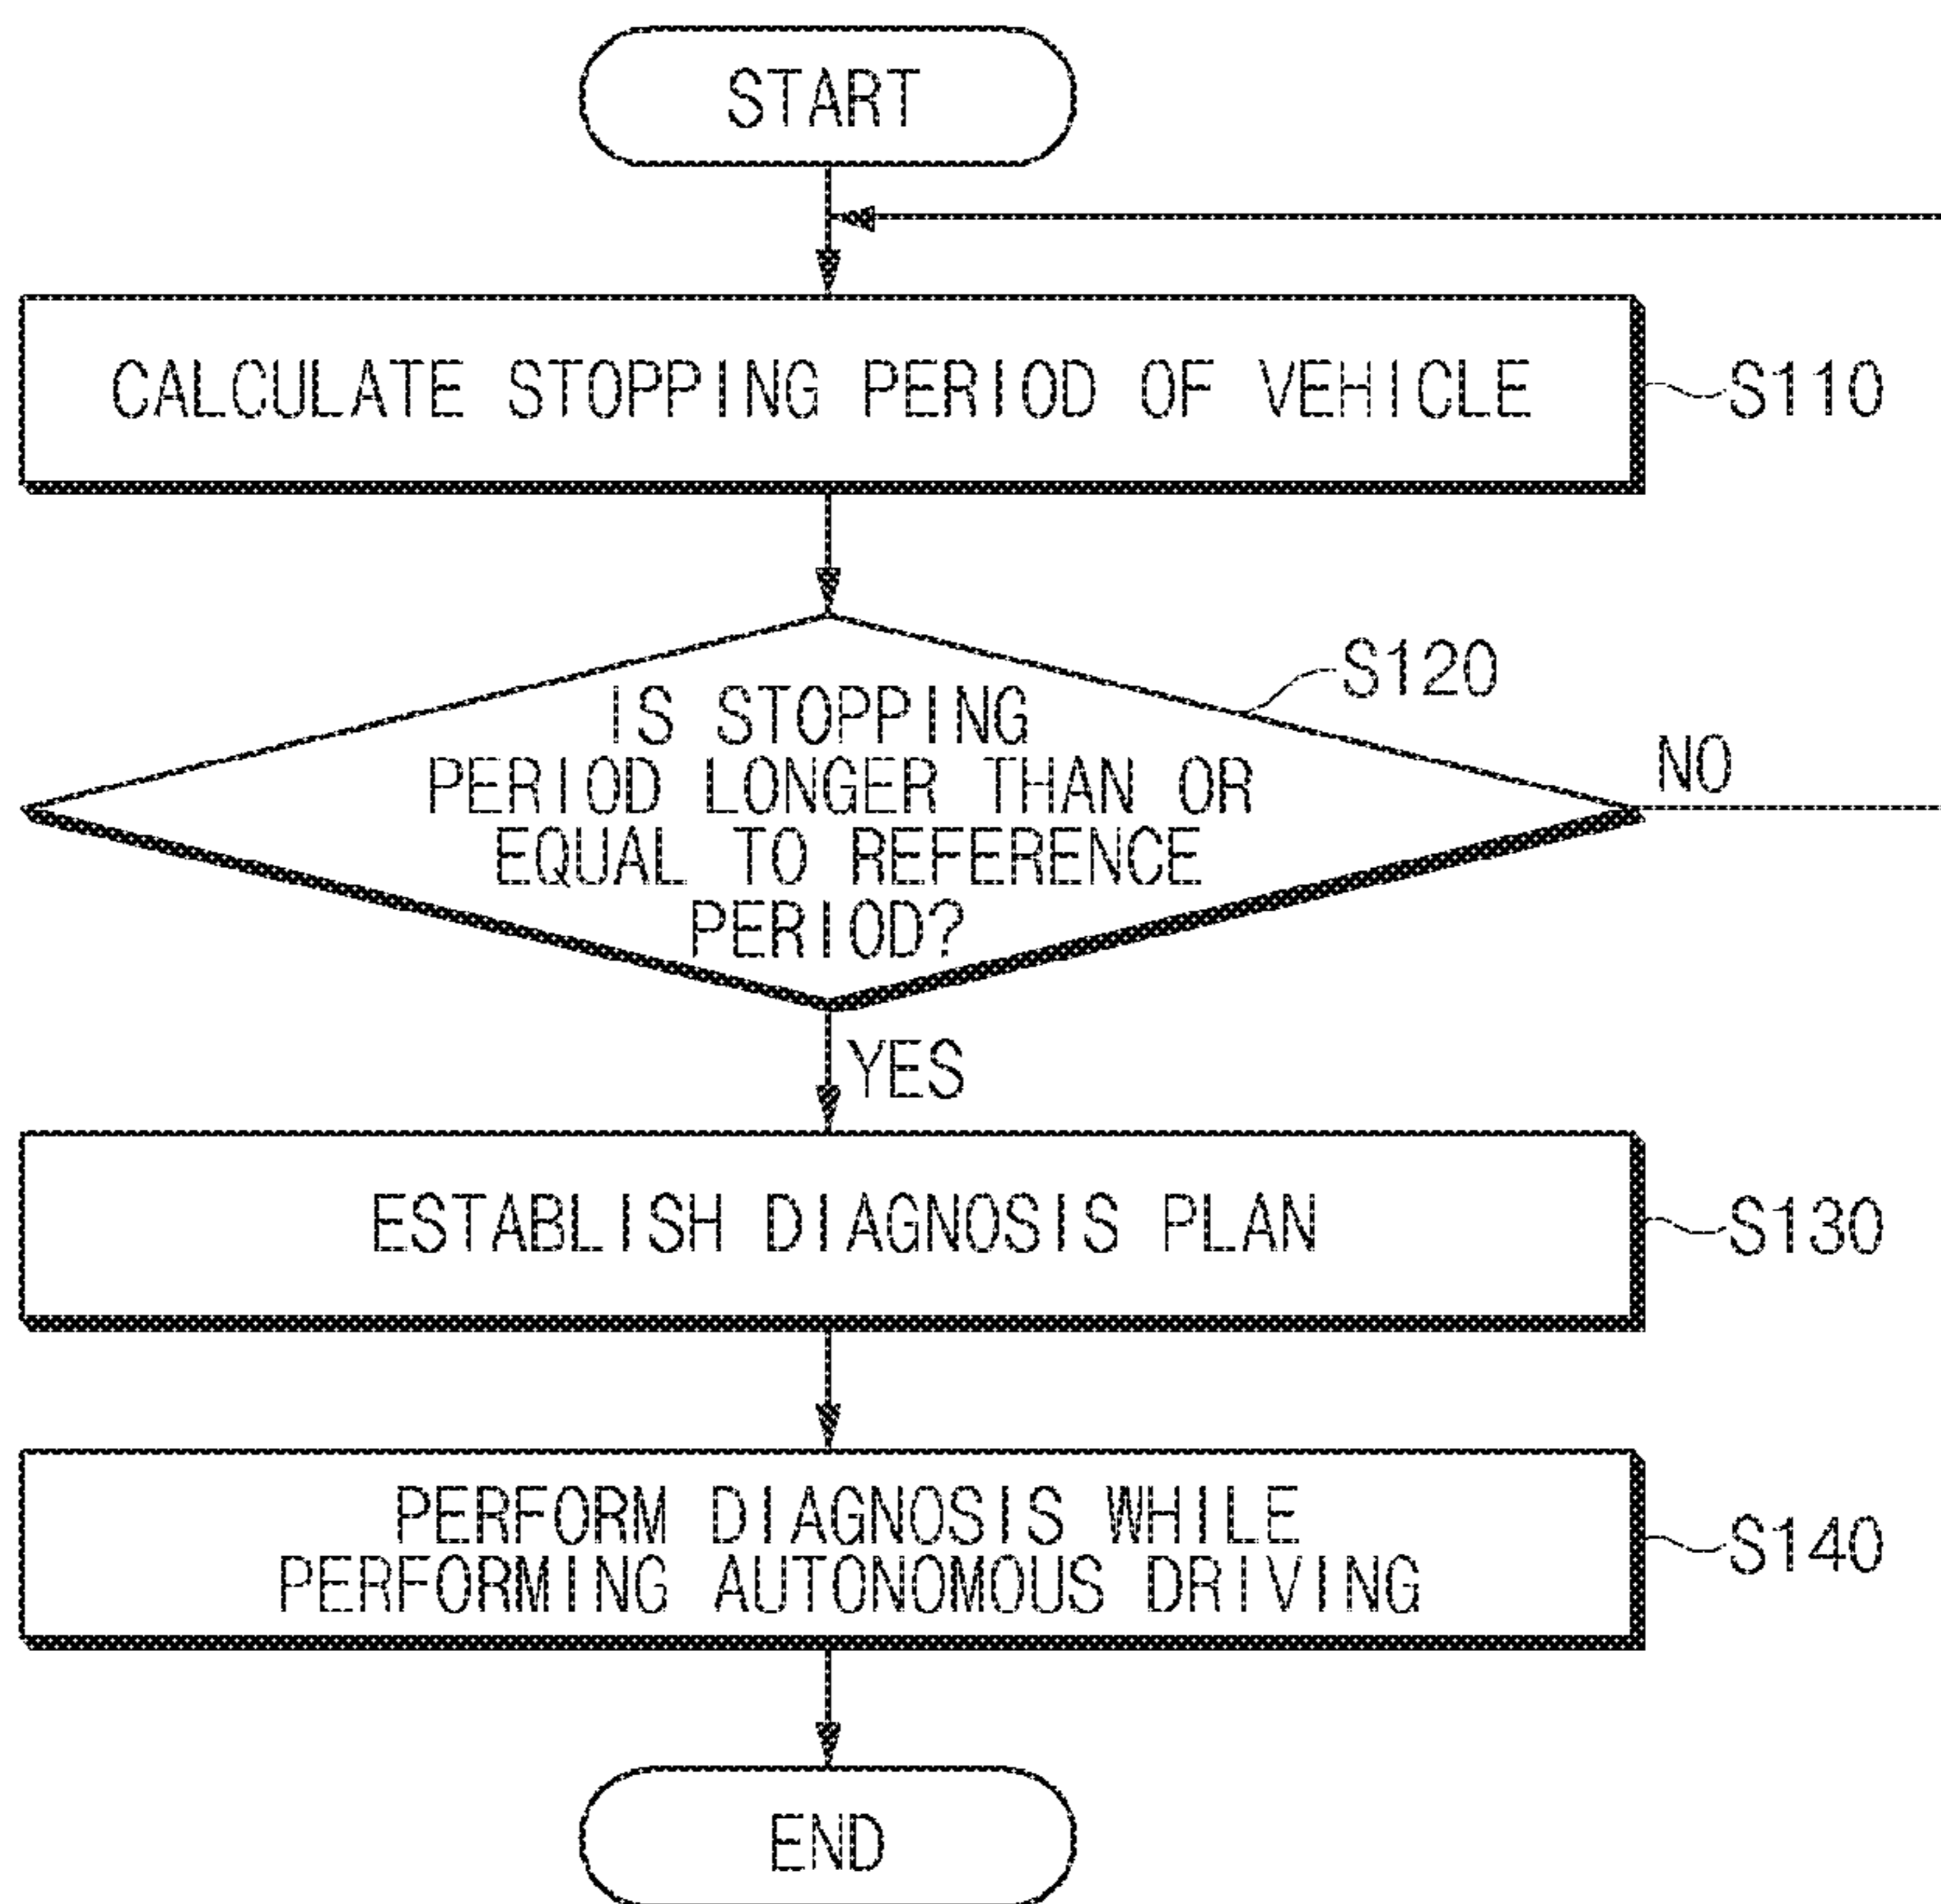 START
CALCULATE STOPPING PERIOD OF VEHICLE
S110
S120
IS STOPPING
PERIOD LONGER THAN OR
EQUAL TO REFERENCE
PERIOD?
NO
YES
ESTABLISH DIAGNOSIS PLAN
S130
PERFORM DIAGNOSIS WHILE
PERFORMING AUTONOMOUS DRIVING
S140
END